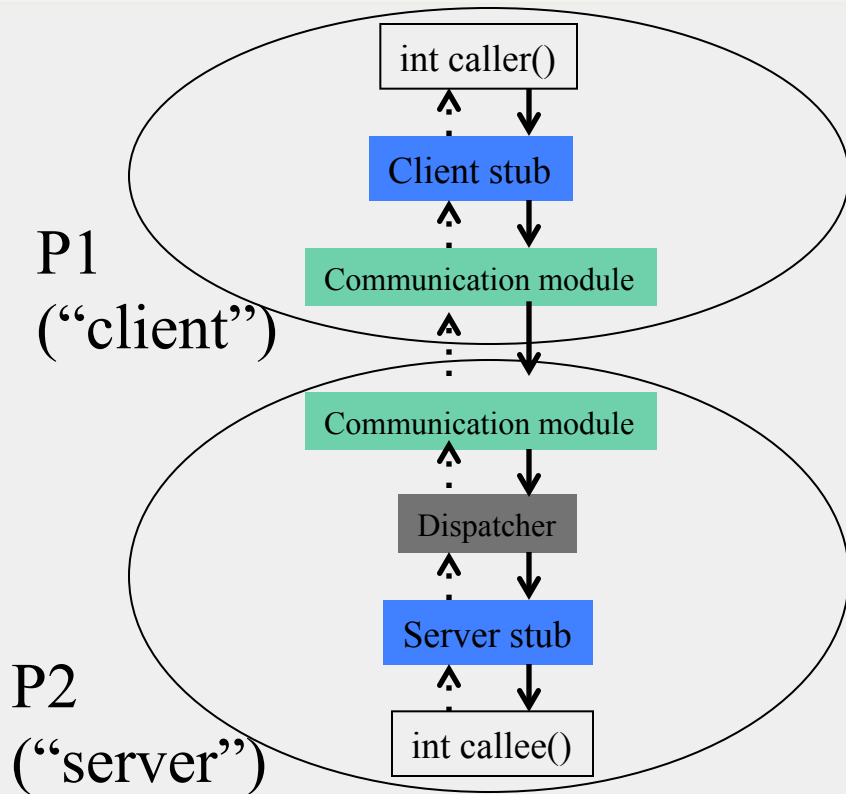 int caller()
Client stub
P1
(“client”)
Communication module
Communication module
Dispatcher
Server stub
P2
(“server”)
int callee()